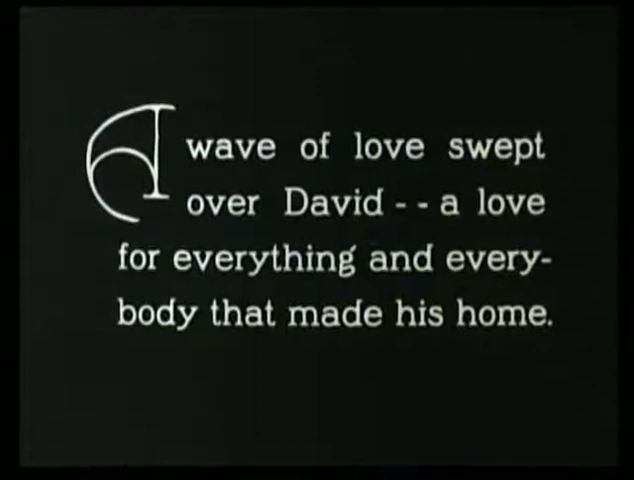 A wave of love swept
over David -- a love
for everything and every-
body that made his home.